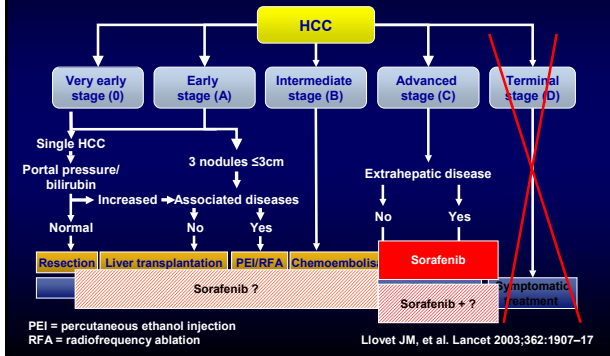 HCC
Very early
stage (0)
Early
stage (A)
Intermediate
stage (B)
Advanced
stage (C)
Terminal
stage (D)
Single HCC
Portal pressure/
bilirubin
3 nodules ≤3cm
Extrahepatic disease
Increased
Associated diseases
Normal
No
Yes
No
Yes
Resection
Liver transplantation
PEI/RFA
Chemoembolis
Sorafenib
Sorafenib ?
Sorafenib + ?
Symptomatic
treatment
PEI = percutaneous ethanol injection
RFA = radiofrequency ablation
Llovet JM, et al. Lancet 2003;362:1907–17